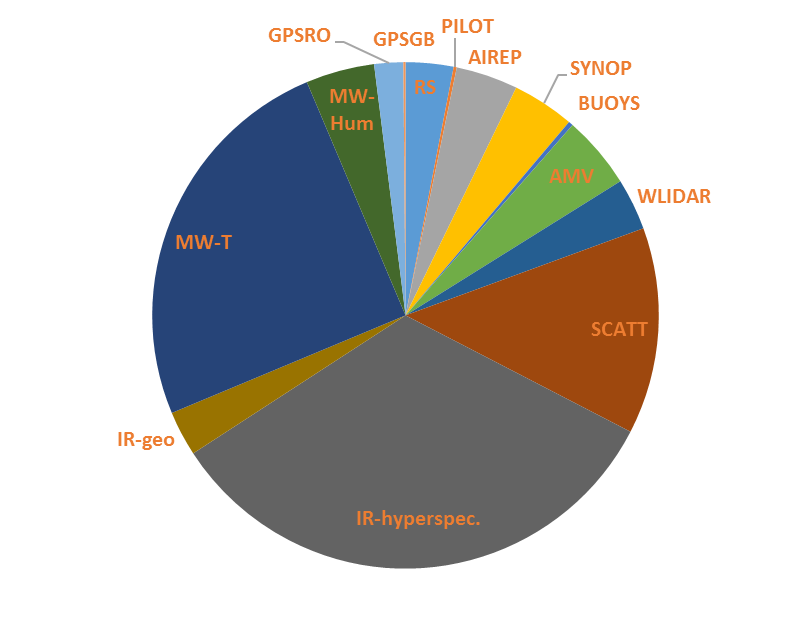 PILOT
GPSRO
GPSGB
AIREP
SYNOP
RS
MW-
Hum
BUOYS
AMV
WLIDAR
MW-T
SCATT
IR-geo
IR-hyperspec.